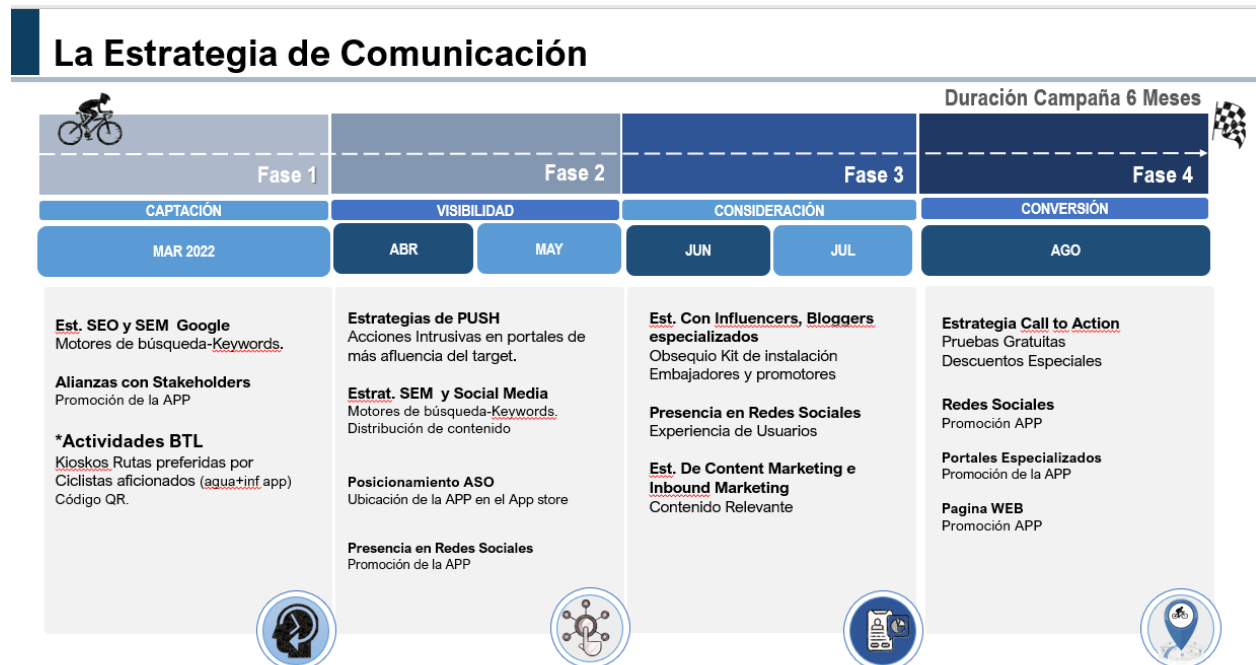 La Estrategia de Comunicación
Duración Campaña 6 Meses
Fase 1
Fase 2
Fase 3
Fase 4
CAPTACIÓN
VISIBILIDAD
CONSIDERACIÓN
CONVERSIÓN
MAR 2022
ABR
MAY
JUN
JUL
AGO
Est. SEO y SEM Google
Motores de búsqueda-Keywords.
Alianzas con Stakeholders
Promoción de la APP
*Actividades BTL
Kioskos Rutas preferidas por
Ciclistas aficionados (agua+inf app)
Código QR.
Estrategias de PUSH
Acciones Intrusivas en portales de
más afluencia del target.
Estrat. SEM y Social Media
Motores de búsqueda-Keywords.
Distribución de contenido
Posicionamiento ASO
Ubicación de la APP en el App store
Presencia en Redes Sociales
Promoción de la APP
Est. Con Influencers, Bloggers
especializados
Obsequio Kit de instalación
Embajadores y promotores
Presencia en Redes Sociales
Experiencia de Usuarios
Est. De Content Marketing e
Inbound Marketing
Contenido Relevante
Estrategia Call to Action
Pruebas Gratuitas
Descuentos Especiales
Redes Sociales
Promoción APP
Portales Especializados
Promoción de la APP
Pagina WEB
Promoción APP